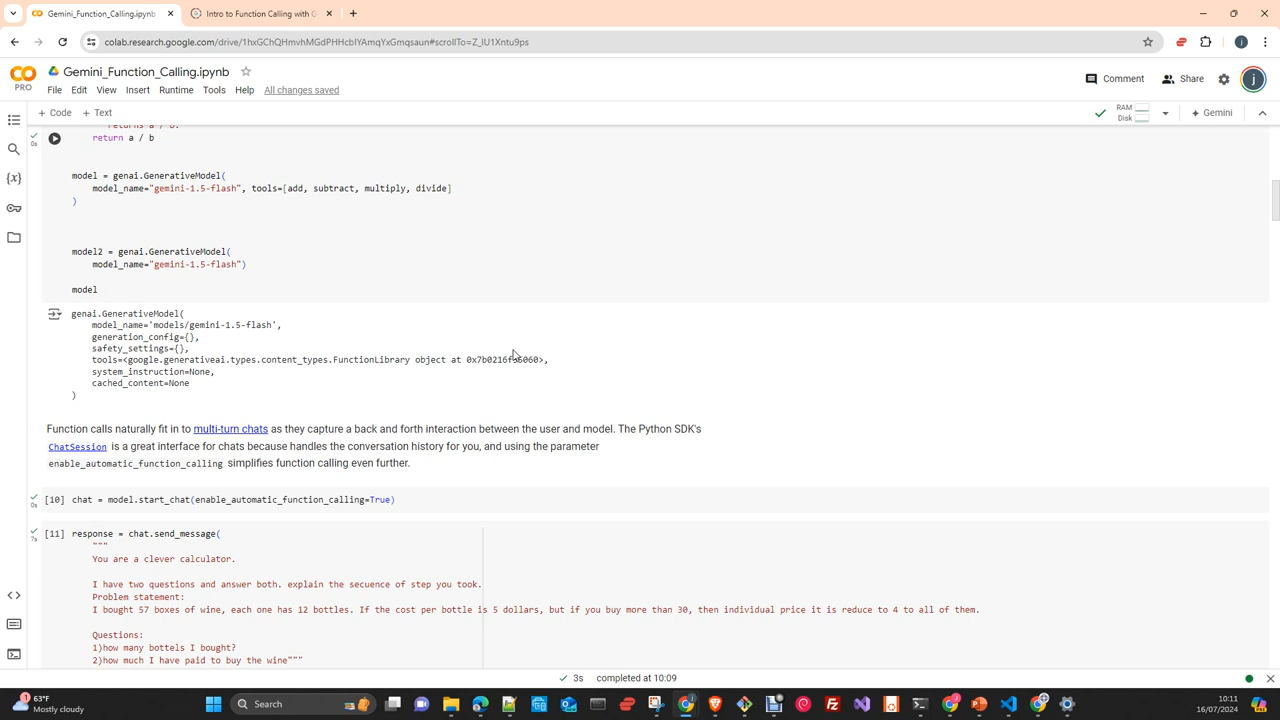 Gemini_Function_Calling.ipynb
Intro to Function Calling with G
colab.research.google.com/drive/1hxGChQHmvhMGdPHHcblYAmqYxGmqsaun#scrollTo=Z_IU1Xntu9ps
j
CO
PRO
Gemini_Function_Calling.ipynb
Comment
Share
j
File Edit View Insert Runtime Tools Help All changes saved
+ Code + Text
RAM
Disk
Gemini
returns a / b.
0s
return a / b
model = genai.GenerativeModel(
model_name="gemini-1.5-flash", tools=[add, subtract, multiply, divide]
)
model2 = genai.GenerativeModel(
model_name="gemini-1.5-flash")
model
genai.GenerativeModel(
model_name='models/gemini-1.5-flash',
generation_config={},
safety_settings={},
tools=<google.generativeai.types.content_types.FunctionLibrary object at
system_instruction=None,
cached_content=None
)
Function calls naturally fit in to multi-turn chats as they capture a back and forth interaction between the user and model. The Python SDK's
ChatSession is a great interface for chats because handles the conversation history for you, and using the parameter
enable_automatic_function_calling simplifies function calling even further.
0s
[10] chat = model.start_chat(enable_automatic_function_calling=True)
7s
[11] response = chat.send_message(
"""
You are a clever calculator.
I have two questions and answer both. explain the secuence of step you took.
Problem statement:
I bought 57 boxes of wine, each one has 12 bottles. If the cost per bottle is 5 dollars, but if you buy more than 30, then individual price it is reduce to 4 to all of them.
Questions:
1)how many bottels I bought?
2)how much I have paid to buy the wine"""
3s completed at 10:09
1
63°F
Mostly cloudy
Search
10:11
16/07/2024